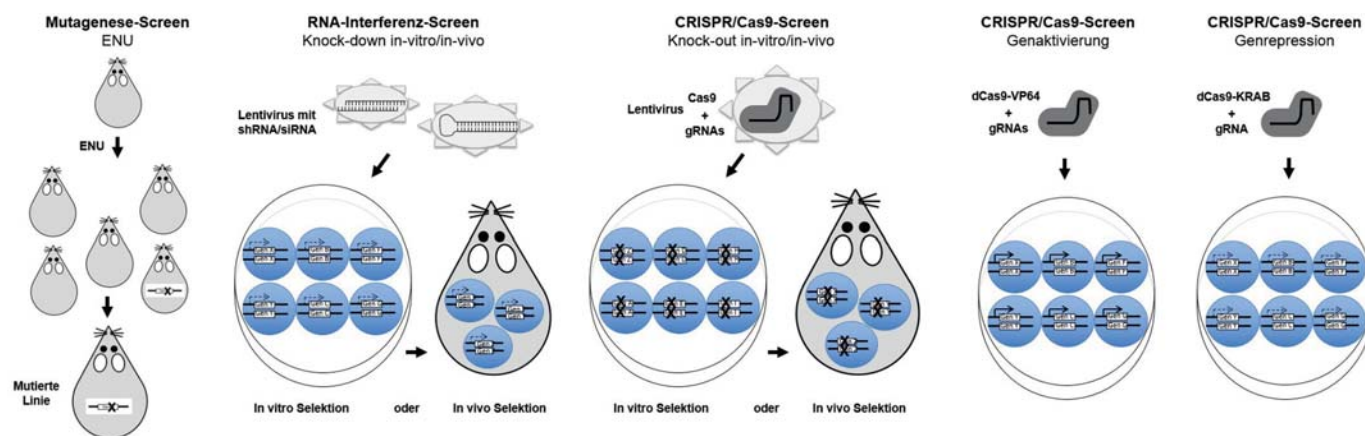 Mutagenese-Screen
ENU
ENU
Mutierte
Linie
RNA-Interferenz-Screen
Knock-down in-vitro/in-vivo
Lentivirus mit
shRNA/siRNA
In vitro Selektion oder In vivo Selektion
CRISPR/Cas9-Screen
Knock-out in-vitro/in-vivo
Lentivirus
Cas9
+
gRNAs
In vitro Selektion oder In vivo Selektion
CRISPR/Cas9-Screen
Genaktivierung
dCas9-VP64
+
gRNAs
CRISPR/Cas9-Screen
Genrepression
dCas9-KRAB
+
gRNA